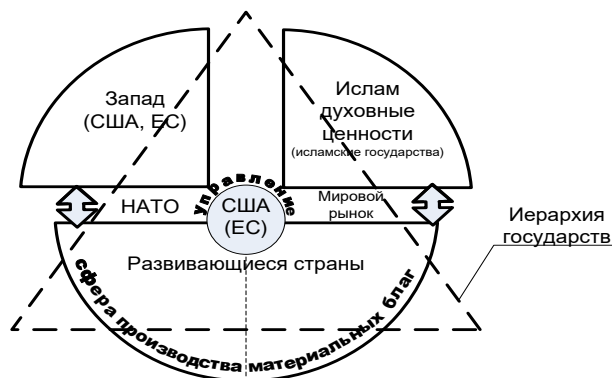 Запад
(США, ЕС)
Ислам
духовные
ценности
(исламские государства)
управление
НАТО
США
(ЕС)
Мировой
рынок
Иерархия
государств
Развивающиеся страны
сфера производства материальных благ